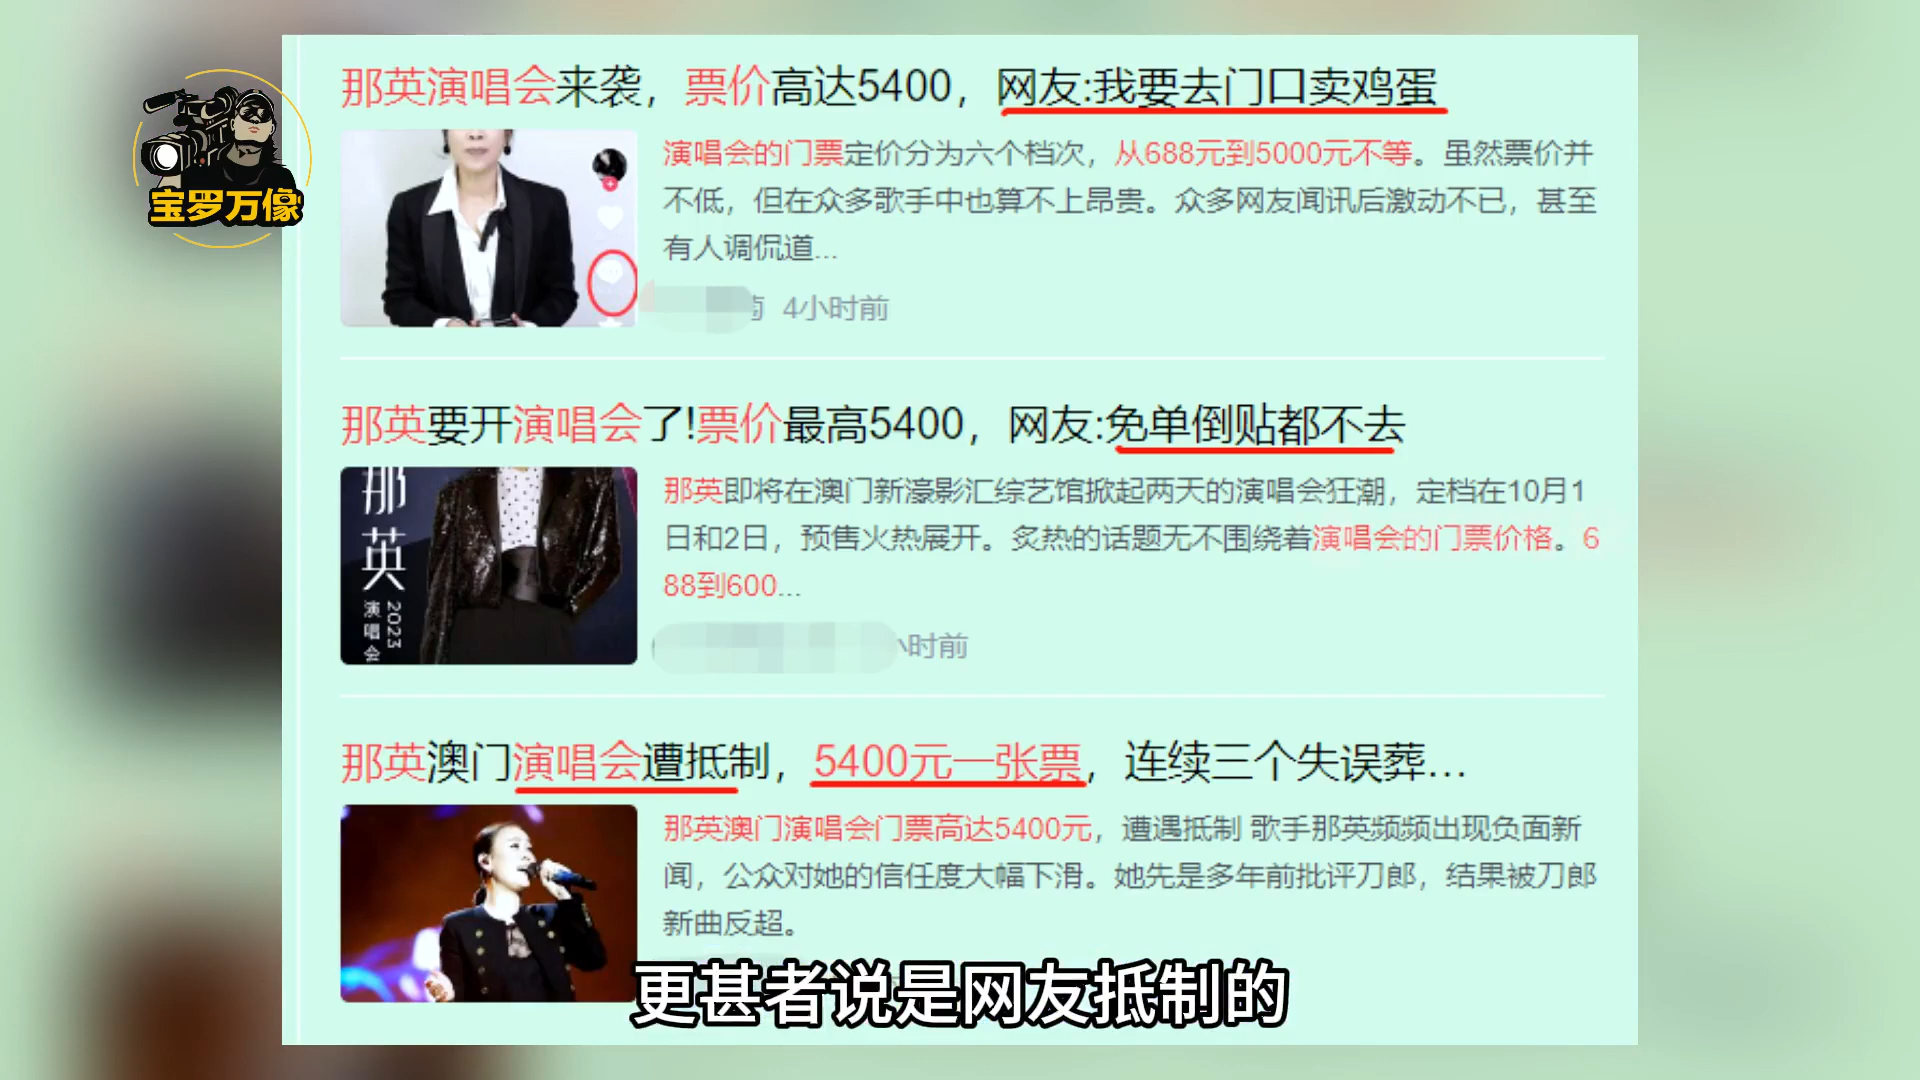 那英演唱会来袭，票价高达5400，网友:我要去门口卖鸡蛋
演唱会的门票定价分为六个档次，从688元到5000元不等。虽然票价并
不低，但在众多歌手中也算不上昂贵。众多网友闻讯后激动不已，甚至
有人调侃道...
4小时前
宝罗万像
那英要开演唱会了!票价最高5400，网友:免单倒贴都不去
那英即将在澳门新濠影汇综艺馆掀起两天的演唱会狂潮，定档在10月1
日和2日，预售火热展开。炙热的话题无不围绕着演唱会的门票价格。6
88到600...
时前
那英
2023
演唱会
那英澳门演唱会遭抵制，5400元一张票，连续三个失误葬...
那英澳门演唱会门票高达5400元，遭遇抵制 歌手那英频频出现负面新
闻，公众对她的信任度大幅下滑。她先是多年前批评刀郎，结果被刀郎
新曲反超。
更甚者说是网友抵制的